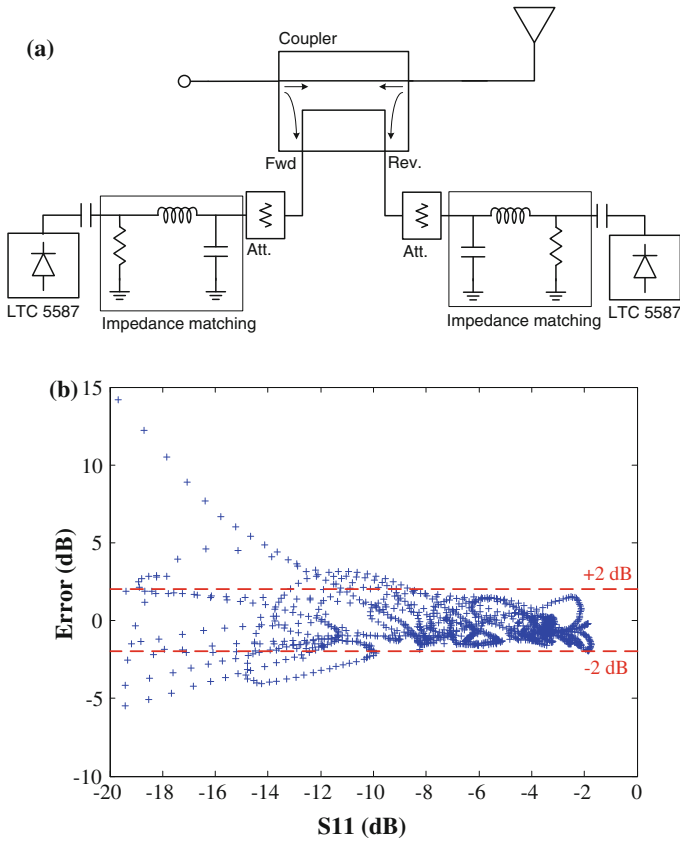 (a)
Coupler
Fwd
Rev.
Att.
Att.
LTC 5587
Impedance matching
Impedance matching
LTC 5587
(b)
15
10
5
0
-5
-10
Error (dB)
+2 dB
-2 dB
-20 -18 -16 -14 -12 -10 -8 -6 -4 -2 0
S11 (dB)